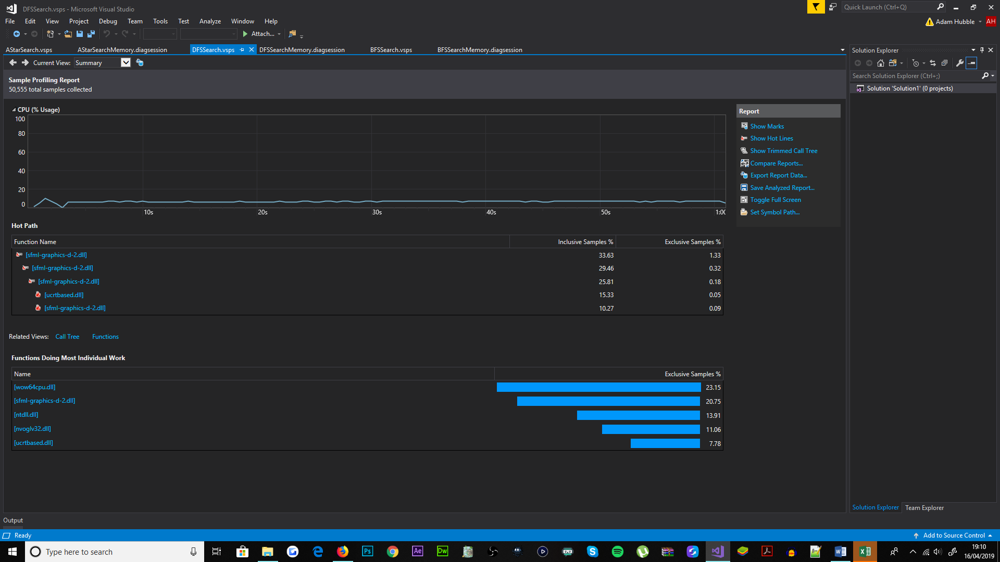 DFSSearch.vsps - Microsoft Visual Studio
Quick Launch (Ctrl+Q)
File Edit View Project Debug Team Tools Test Analyze Window Help
Adam Hubble AH
Attach...
AStarSearch.vsps AStarSearchMemory.diagsession DFSSearch.vsps DFSSearchMemory.diagsession BFSSearch.vsps BFSSearchMemory.diagsession
Current View: Summary
Sample Profiling Report
50,555 total samples collected
CPU (% Usage)
100
80
60
40
20
0
10s 20s 30s 40s 50s 1:00
Hot Path
Function Name Inclusive Samples % Exclusive Samples %
[sfml-graphics-d-2.dll] 33.63 1.33
[sfml-graphics-d-2.dll] 29.46 0.32
[sfml-graphics-d-2.dll] 25.81 0.18
[ucrtbased.dll] 15.33 0.05
[sfml-graphics-d-2.dll] 10.27 0.09
Related Views: Call Tree Functions
Functions Doing Most Individual Work
Name Exclusive Samples %
[wow64cpu.dll] 23.15
[sfml-graphics-d-2.dll] 20.75
[ntdll.dll] 13.91
[nvoglv32.dll] 11.06
[ucrtbased.dll] 7.78
Report
Show Marks
Show Hot Lines
Show Trimmed Call Tree
Compare Reports...
Export Report Data...
Save Analyzed Report...
Toggle Full Screen
Set Symbol Path...
Solution Explorer
Search Solution Explorer (Ctrl+;)
Solution 'Solution1' (0 projects)
Solution Explorer Team Explorer
Output
Ready
Add to Source Control
Type here to search
Ps
Ae
Dw
19:10
16/04/2019